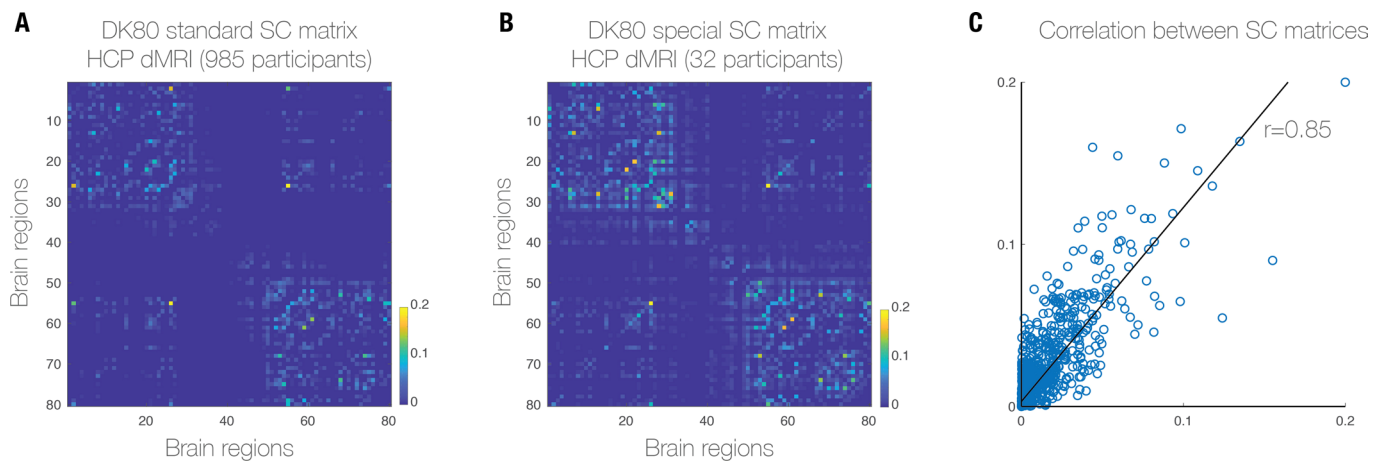 A
DK80 standard SC matrix
HCP dMRI (985 participants)
10
20
30
40
50
60
70
80
20
40
60
80
Brain regions
Brain regions
0.2
0.1
0
B
DK80 special SC matrix
HCP dMRI (32 participants)
10
20
30
40
50
60
70
80
20
40
60
80
Brain regions
Brain regions
0.2
0.1
0
C
Correlation between SC matrices
0.2
r=0.85
0.1
0
0
0.1
0.2